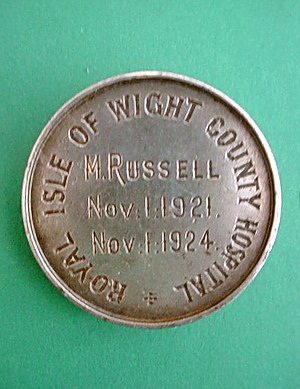 ROYAL ISLE OF WIGHT COUNTY HOSPITAL
M. RUSSELL
Nov. 1. 1921.
Nov. 1. 1924.